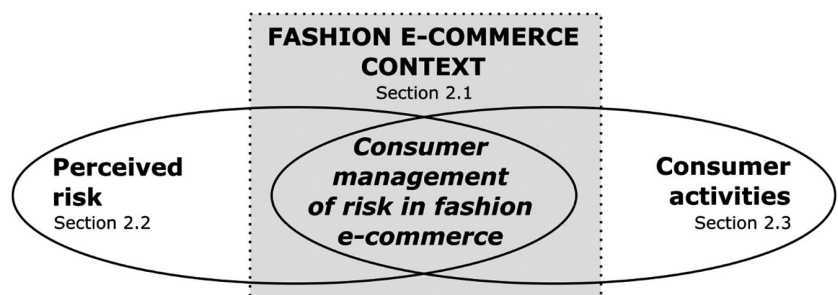 FASHION E-COMMERCE
CONTEXT
Section 2.1
Perceived
risk
Section 2.2
Consumer
management
of risk in fashion
e-commerce
Consumer
activities
Section 2.3